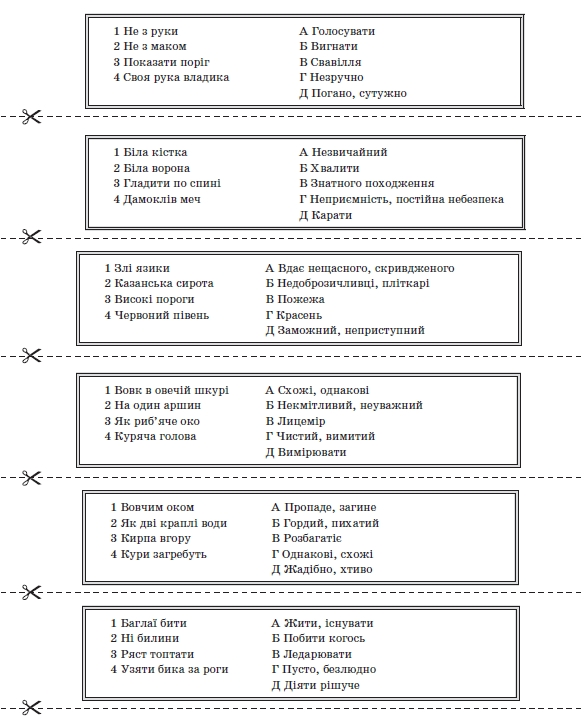 1 Не з руки А Голосувати
2 Не з маком Б Вигнати
3 Показати поріг В Свавілля
4 Своя рука владика Г Незручно
Д Погано, сутужно
1 Біла кістка А Незвичайний
2 Біла ворона Б Хвалити
3 Гладити по спині В Знатного походження
4 Дамоклів меч Г Неприємність, постійна небезпека
Д Карати
1 Злі язики А Вдає нещасного, скривдженого
2 Казанська сирота Б Недоброзичливці, пліткарі
3 Високі пороги В Пожежа
4 Червоний півень Г Красень
Д Заможний, неприступний
1 Вовк в овечій шкурі А Схожі, однакові
2 На один аршин Б Некмітливий, неуважний
3 Як риб’яче око В Лицемір
4 Куряча голова Г Чистий, вимитий
Д Вимірювати
1 Вовчим оком А Пропаде, загине
2 Як дві краплі води Б Гордий, пихатий
3 Кирпа вгору В Розбагатіє
4 Кури загребуть Г Однакові, схожі
Д Жадібно, хтиво
1 Баглаї бити А Жити, існувати
2 Ні билини Б Побити когось
3 Ряст топтати В Ледарювати
4 Узяти бика за роги Г Пусто, безлюдно
Д Діяти рішуче